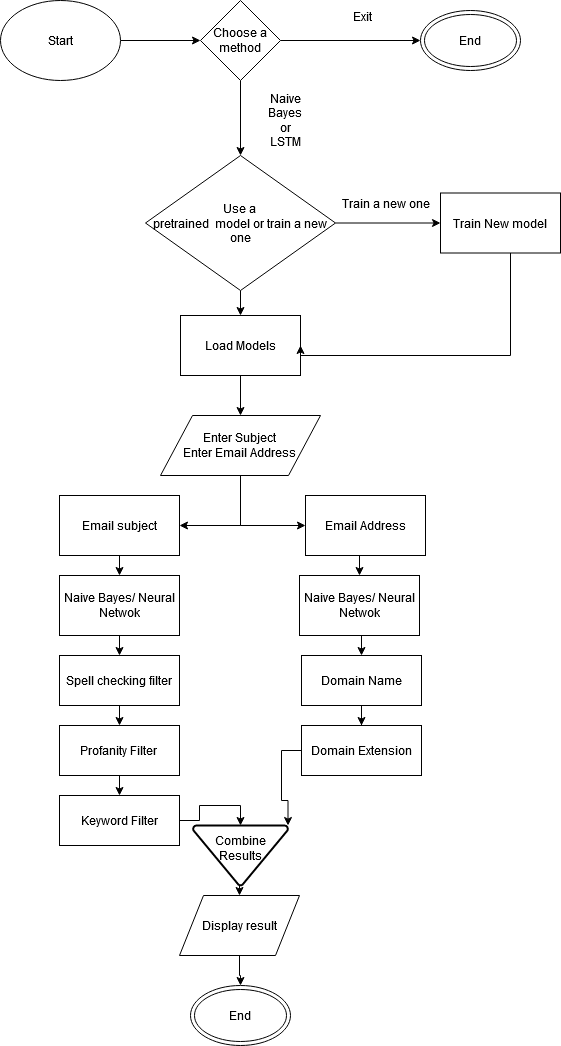 Start
Choose a
method
Exit
End
Naive
Bayes
or
LSTM
Use a
pretrained  model or train a new
one
Train a new one
Train New model
Load Models
Enter Subject
Enter Email Address
Email subject
Email Address
Naive Bayes/ Neural
Netwok
Naive Bayes/ Neural
Netwok
Spell checking filter
Domain Name
Profanity Filter
Domain Extension
Keyword Filter
Combine
Results
Display result
End